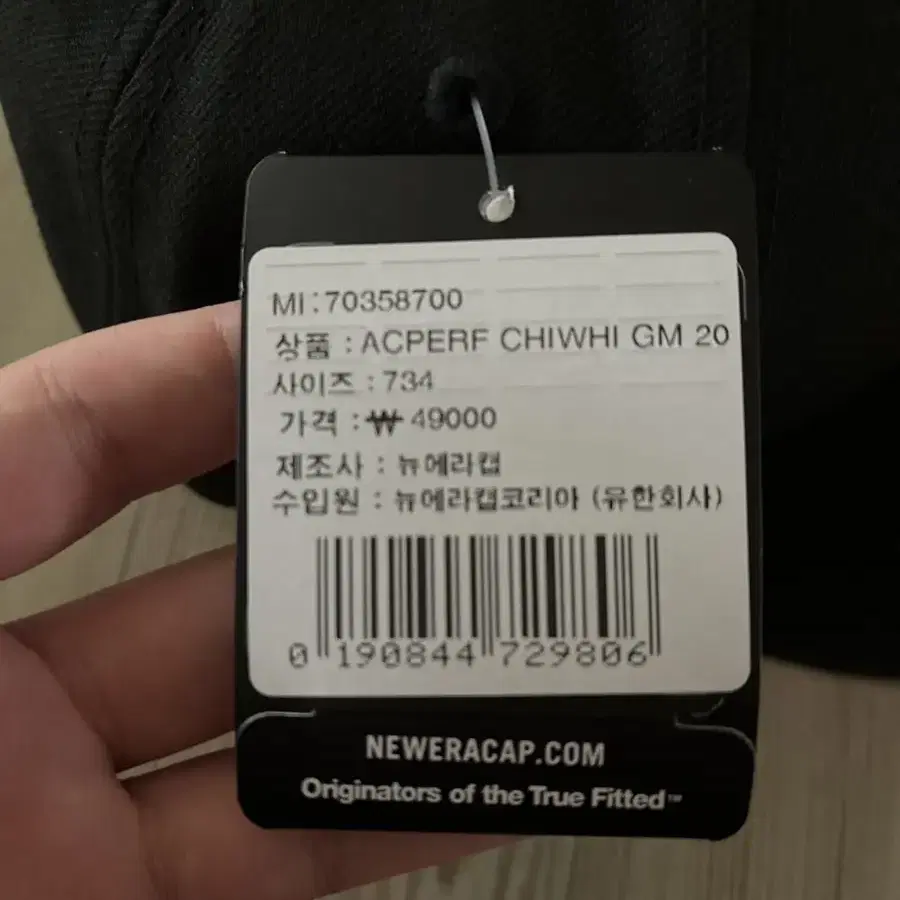 MI:70358700
상품 : ACPERF CHIWHI GM 20
사이즈 : 734
가격 : ₩ 49000
제조사 : 뉴에라캡
수입원 : 뉴에라캡코리아 (유한회사)
0 190844 729806
NEWERACAP.COM
Originators of the True Fitted™